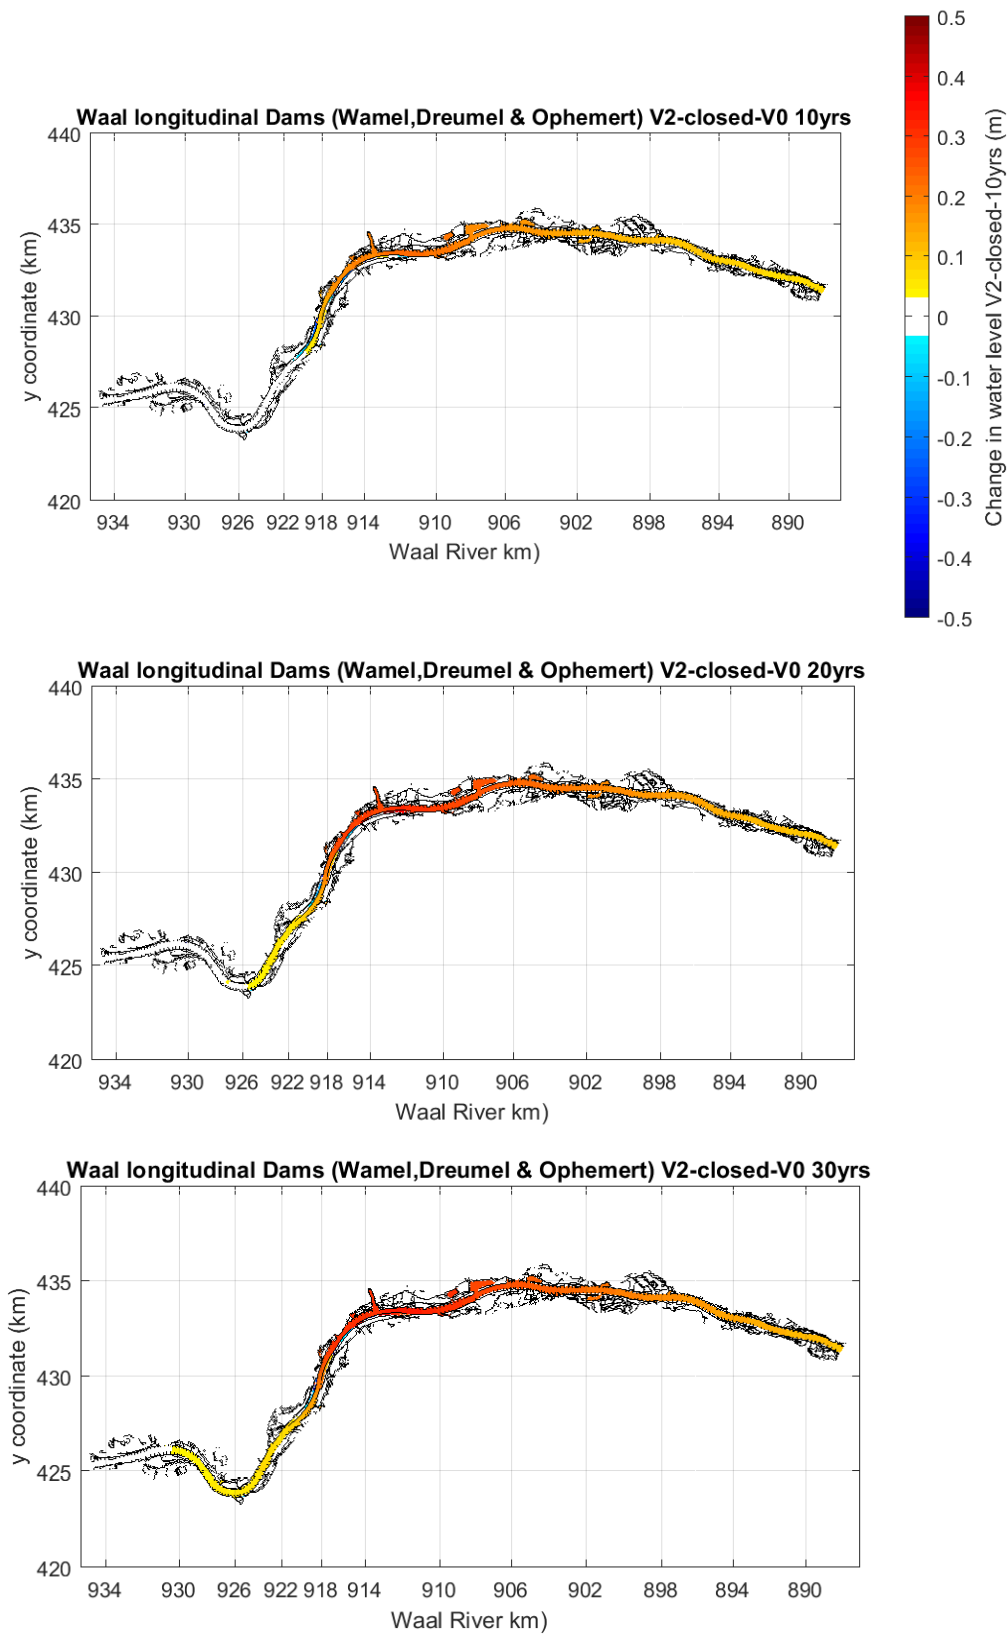 Waal longitudinal Dams (Wamel,Dreumel & Ophemert) V2-closed-V0 10yrs
440
435
430
425
420
y coordinate (km)
934 930 926 922 918 914 910 906 902 898 894 890
Waal River km)
0.5
0.4
0.3
0.2
0.1
0
-0.1
-0.2
-0.3
-0.4
-0.5
Change in water level V2-closed-10yrs (m)
Waal longitudinal Dams (Wamel,Dreumel & Ophemert) V2-closed-V0 20yrs
440
435
430
425
420
y coordinate (km)
934 930 926 922 918 914 910 906 902 898 894 890
Waal River km)
Waal longitudinal Dams (Wamel,Dreumel & Ophemert) V2-closed-V0 30yrs
440
435
430
425
420
y coordinate (km)
934 930 926 922 918 914 910 906 902 898 894 890
Waal River km)